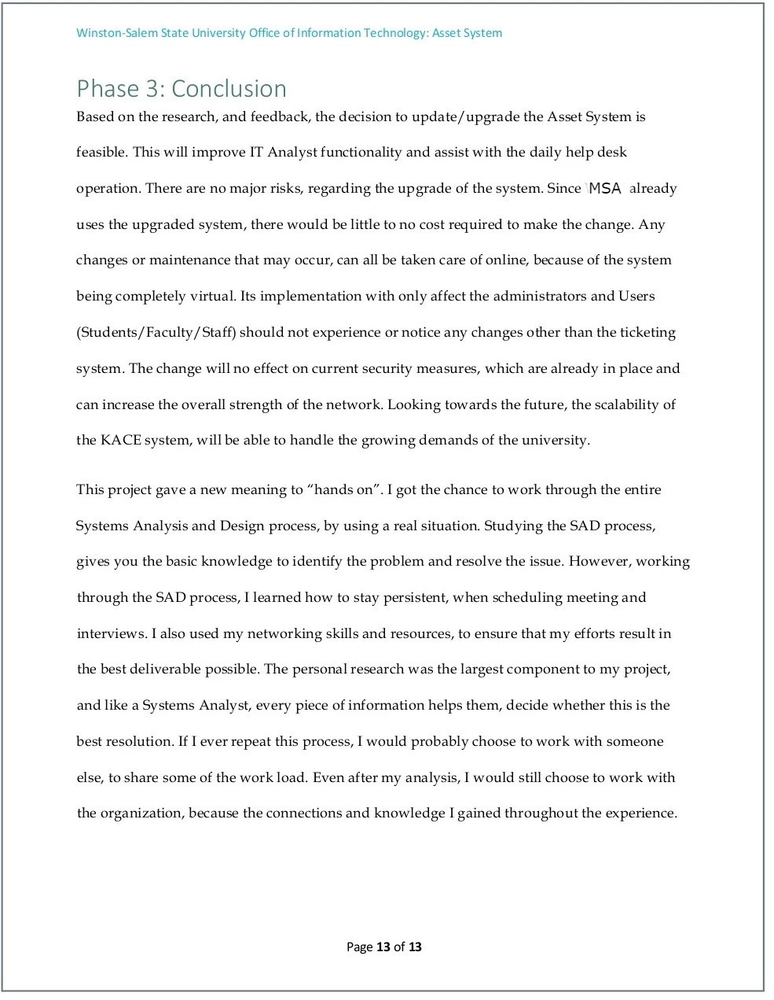 Winston-Salem State University Office of Information Technology: Asset System
Phase 3: Conclusion
Based on the research, and feedback, the decision to update/upgrade the Asset System is
feasible. This will improve IT Analyst functionality and assist with the daily help desk
operation. There are no major risks, regarding the upgrade of the system. Since MSA already
uses the upgraded system, there would be little to no cost required to make the change. Any
changes or maintenance that may occur, can all be taken care of online, because of the system
being completely virtual. Its implementation with only affect the administrators and Users
(Students/Faculty/Staff) should not experience or notice any changes other than the ticketing
system. The change will no effect on current security measures, which are already in place and
can increase the overall strength of the network. Looking towards the future, the scalability of
the KACE system, will be able to handle the growing demands of the university.
This project gave a new meaning to “hands on”. I got the chance to work through the entire
Systems Analysis and Design process, by using a real situation. Studying the SAD process,
gives you the basic knowledge to identify the problem and resolve the issue. However, working
through the SAD process, I learned how to stay persistent, when scheduling meeting and
interviews. I also used my networking skills and resources, to ensure that my efforts result in
the best deliverable possible. The personal research was the largest component to my project,
and like a Systems Analyst, every piece of information helps them, decide whether this is the
best resolution. If I ever repeat this process, I would probably choose to work with someone
else, to share some of the work load. Even after my analysis, I would still choose to work with
the organization, because the connections and knowledge I gained throughout the experience.
Page 13 of 13